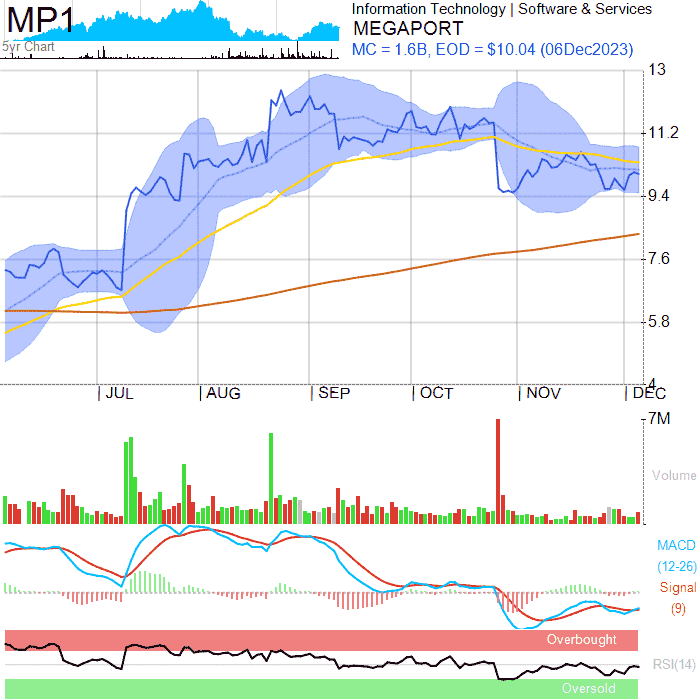 MP1
5yr Chart
Information Technology | Software & Services
MEGAPORT
MC = 1.6B, EOD = $10.04 (06Dec2023)
13
11.2
9.4
7.6
5.8
4
JUL AUG SEP OCT NOV DEC
7M
Volume
MACD
(12-26)
Signal
(9)
Overbought
RSI(14)
Oversold